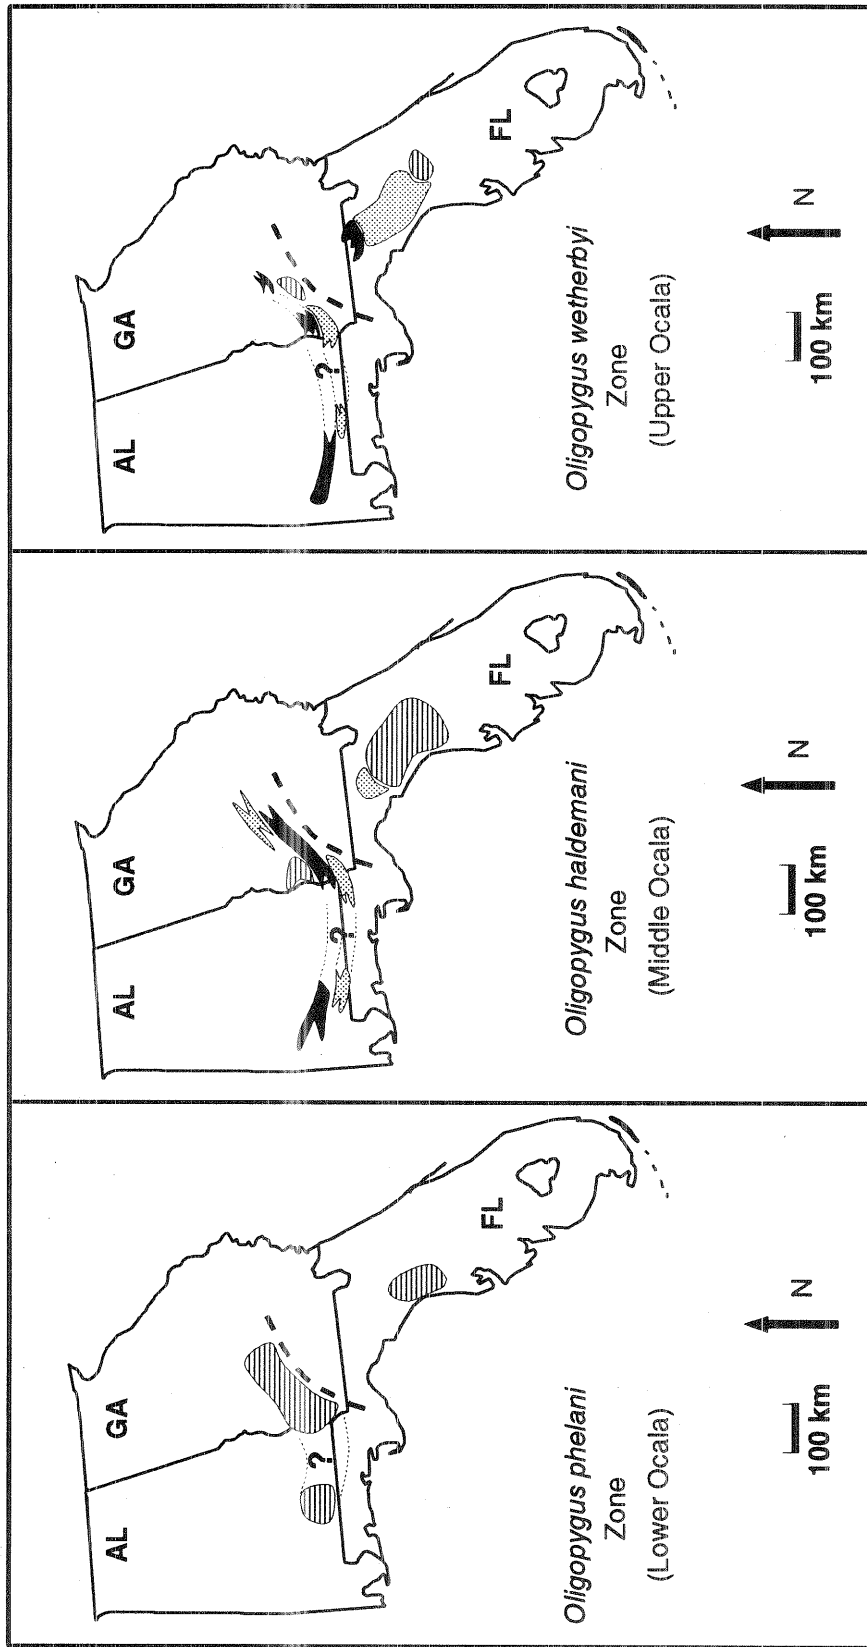 AL GA
?
FL
Oligopygus phelani
Zone
(Lower Ocala)
N
100 km
AL GA
?
FL
Oligopygus haldemani
Zone
(Middle Ocala)
N
100 km
AL GA
?
FL
Oligopygus wetherbyi
Zone
(Upper Ocala)
N
100 km